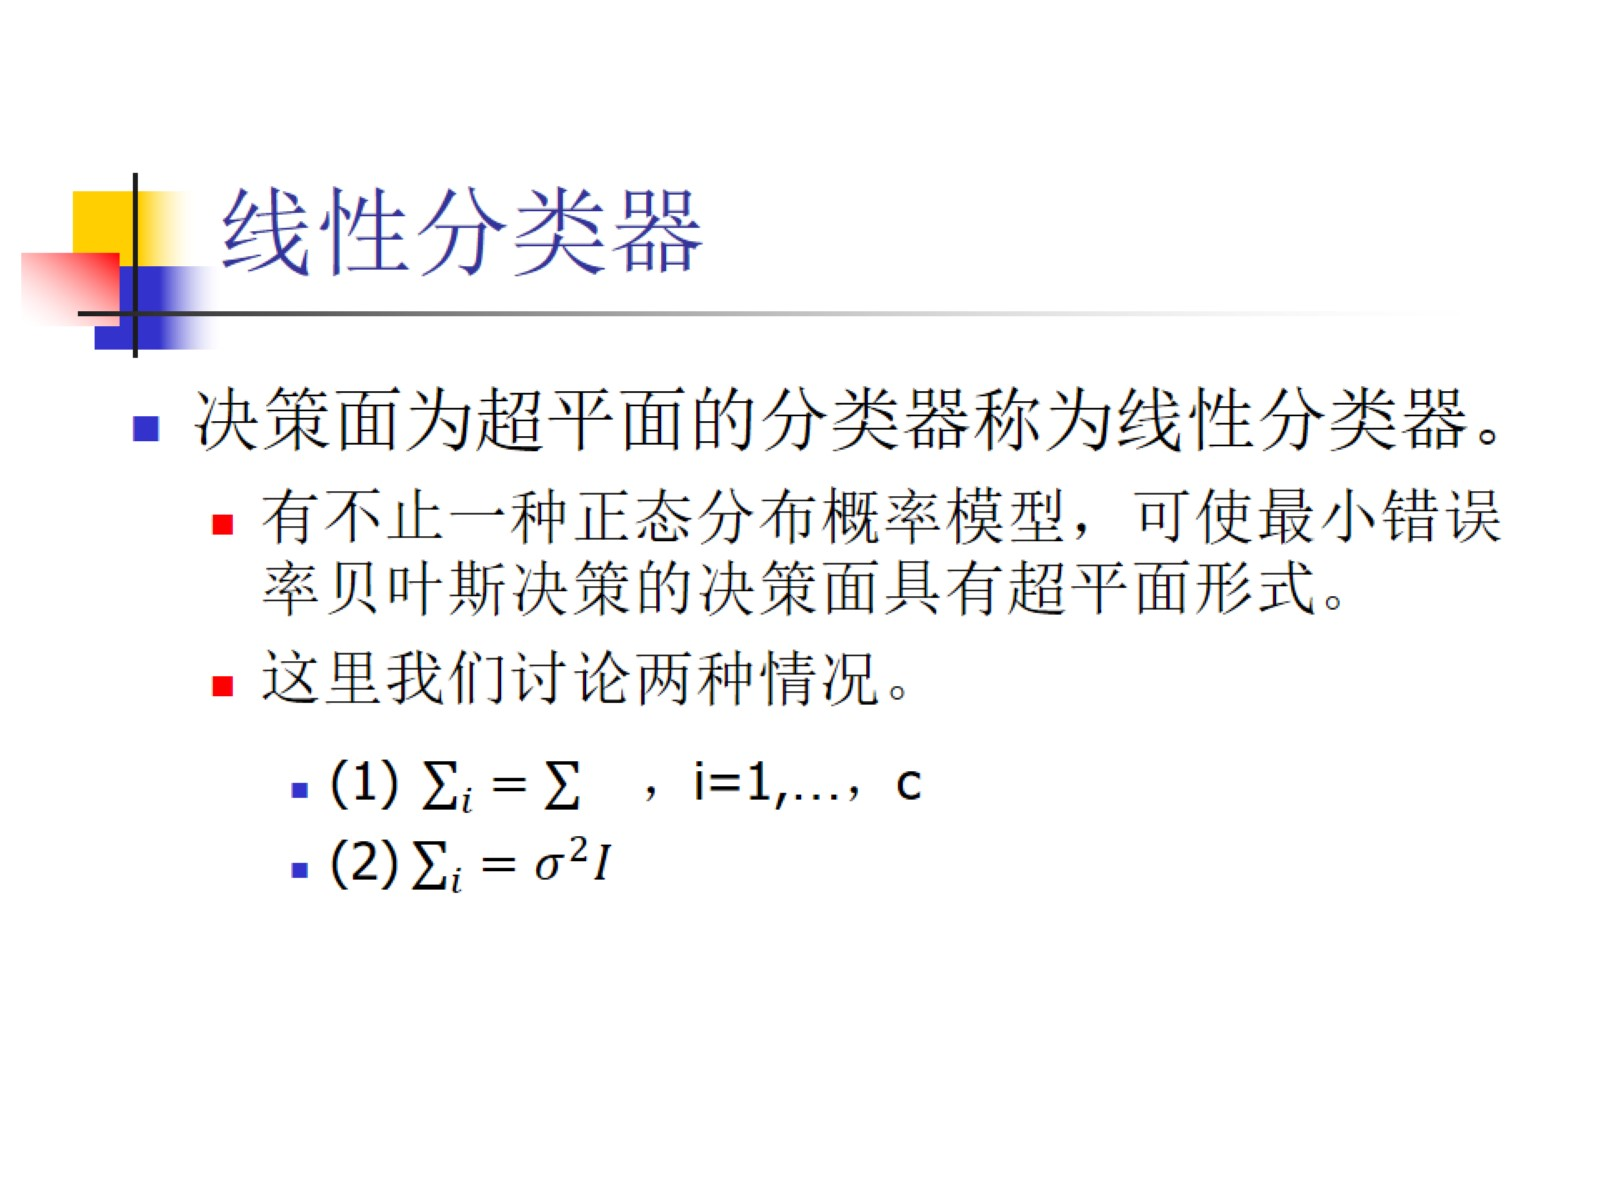 线性分类器
决策面为超平面的分类器称为线性分类器。
有不止一种正态分布概率模型，可使最小错误
率贝叶斯决策的决策面具有超平面形式。
这里我们讨论两种情况。
(1) ∑ᵢ = ∑ ，i=1,…，c
(2) ∑ᵢ = σ²I